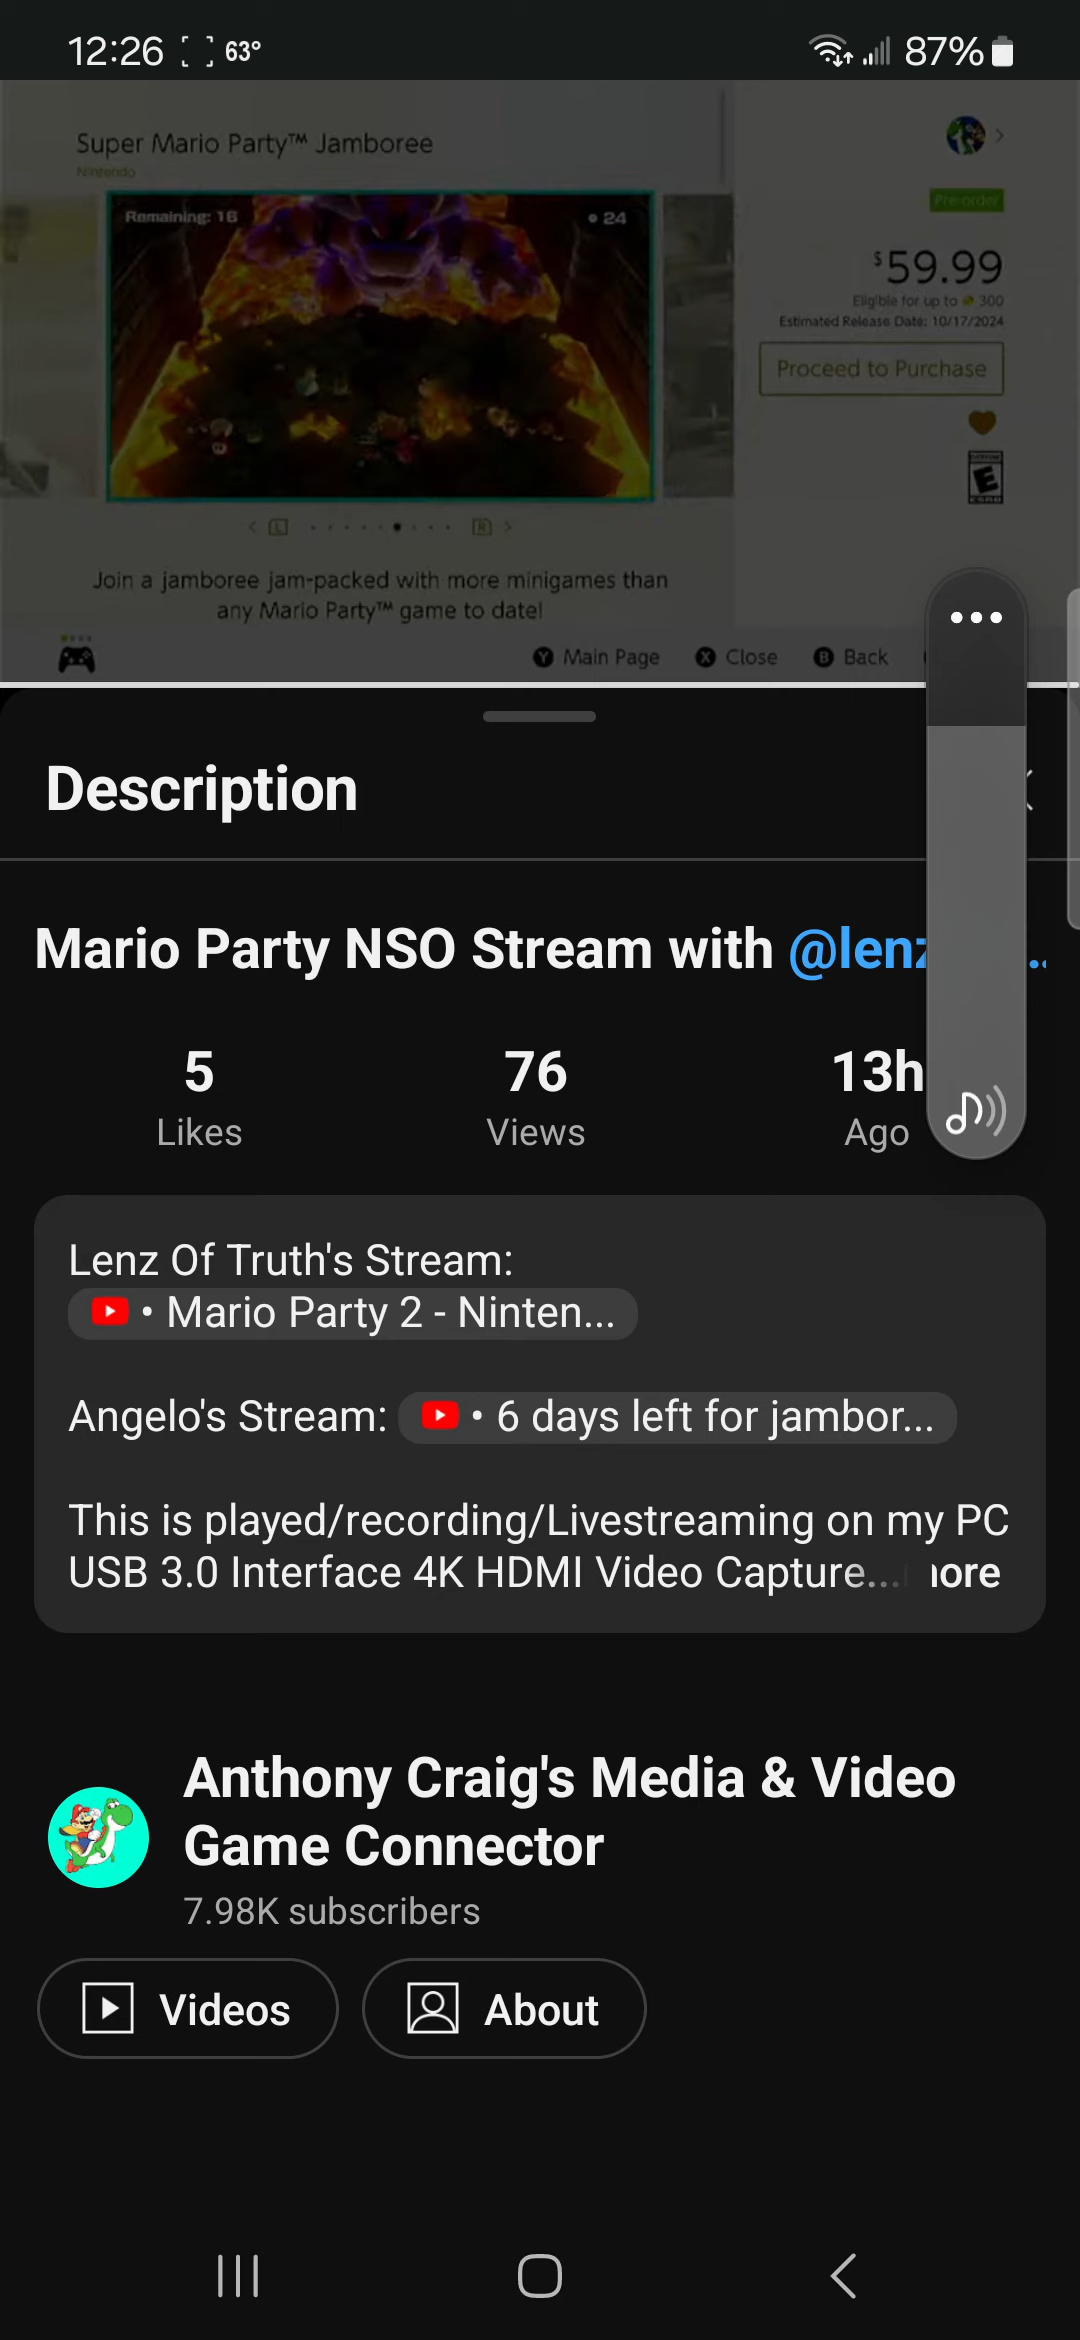 12:26 63° 87%
Super Mario Party™ Jamboree
Nintendo
Pre-order
Remaining: 16
24
$59.99
Eligible for up to 300
Estimated Release Date: 10/17/2024
Proceed to Purchase
E
L R
Join a jamboree jam-packed with more minigames than
any Mario Party™ game to date!
Y Main Page X Close B Back
Description
Mario Party NSO Stream with @lenz..
5 76 13h
Likes Views Ago
Lenz Of Truth's Stream:
• Mario Party 2 - Ninten...
Angelo's Stream: • 6 days left for jambor...
This is played/recording/Livestreaming on my PC
USB 3.0 Interface 4K HDMI Video Capture... ore
Anthony Craig's Media & Video
Game Connector
7.98K subscribers
Videos About